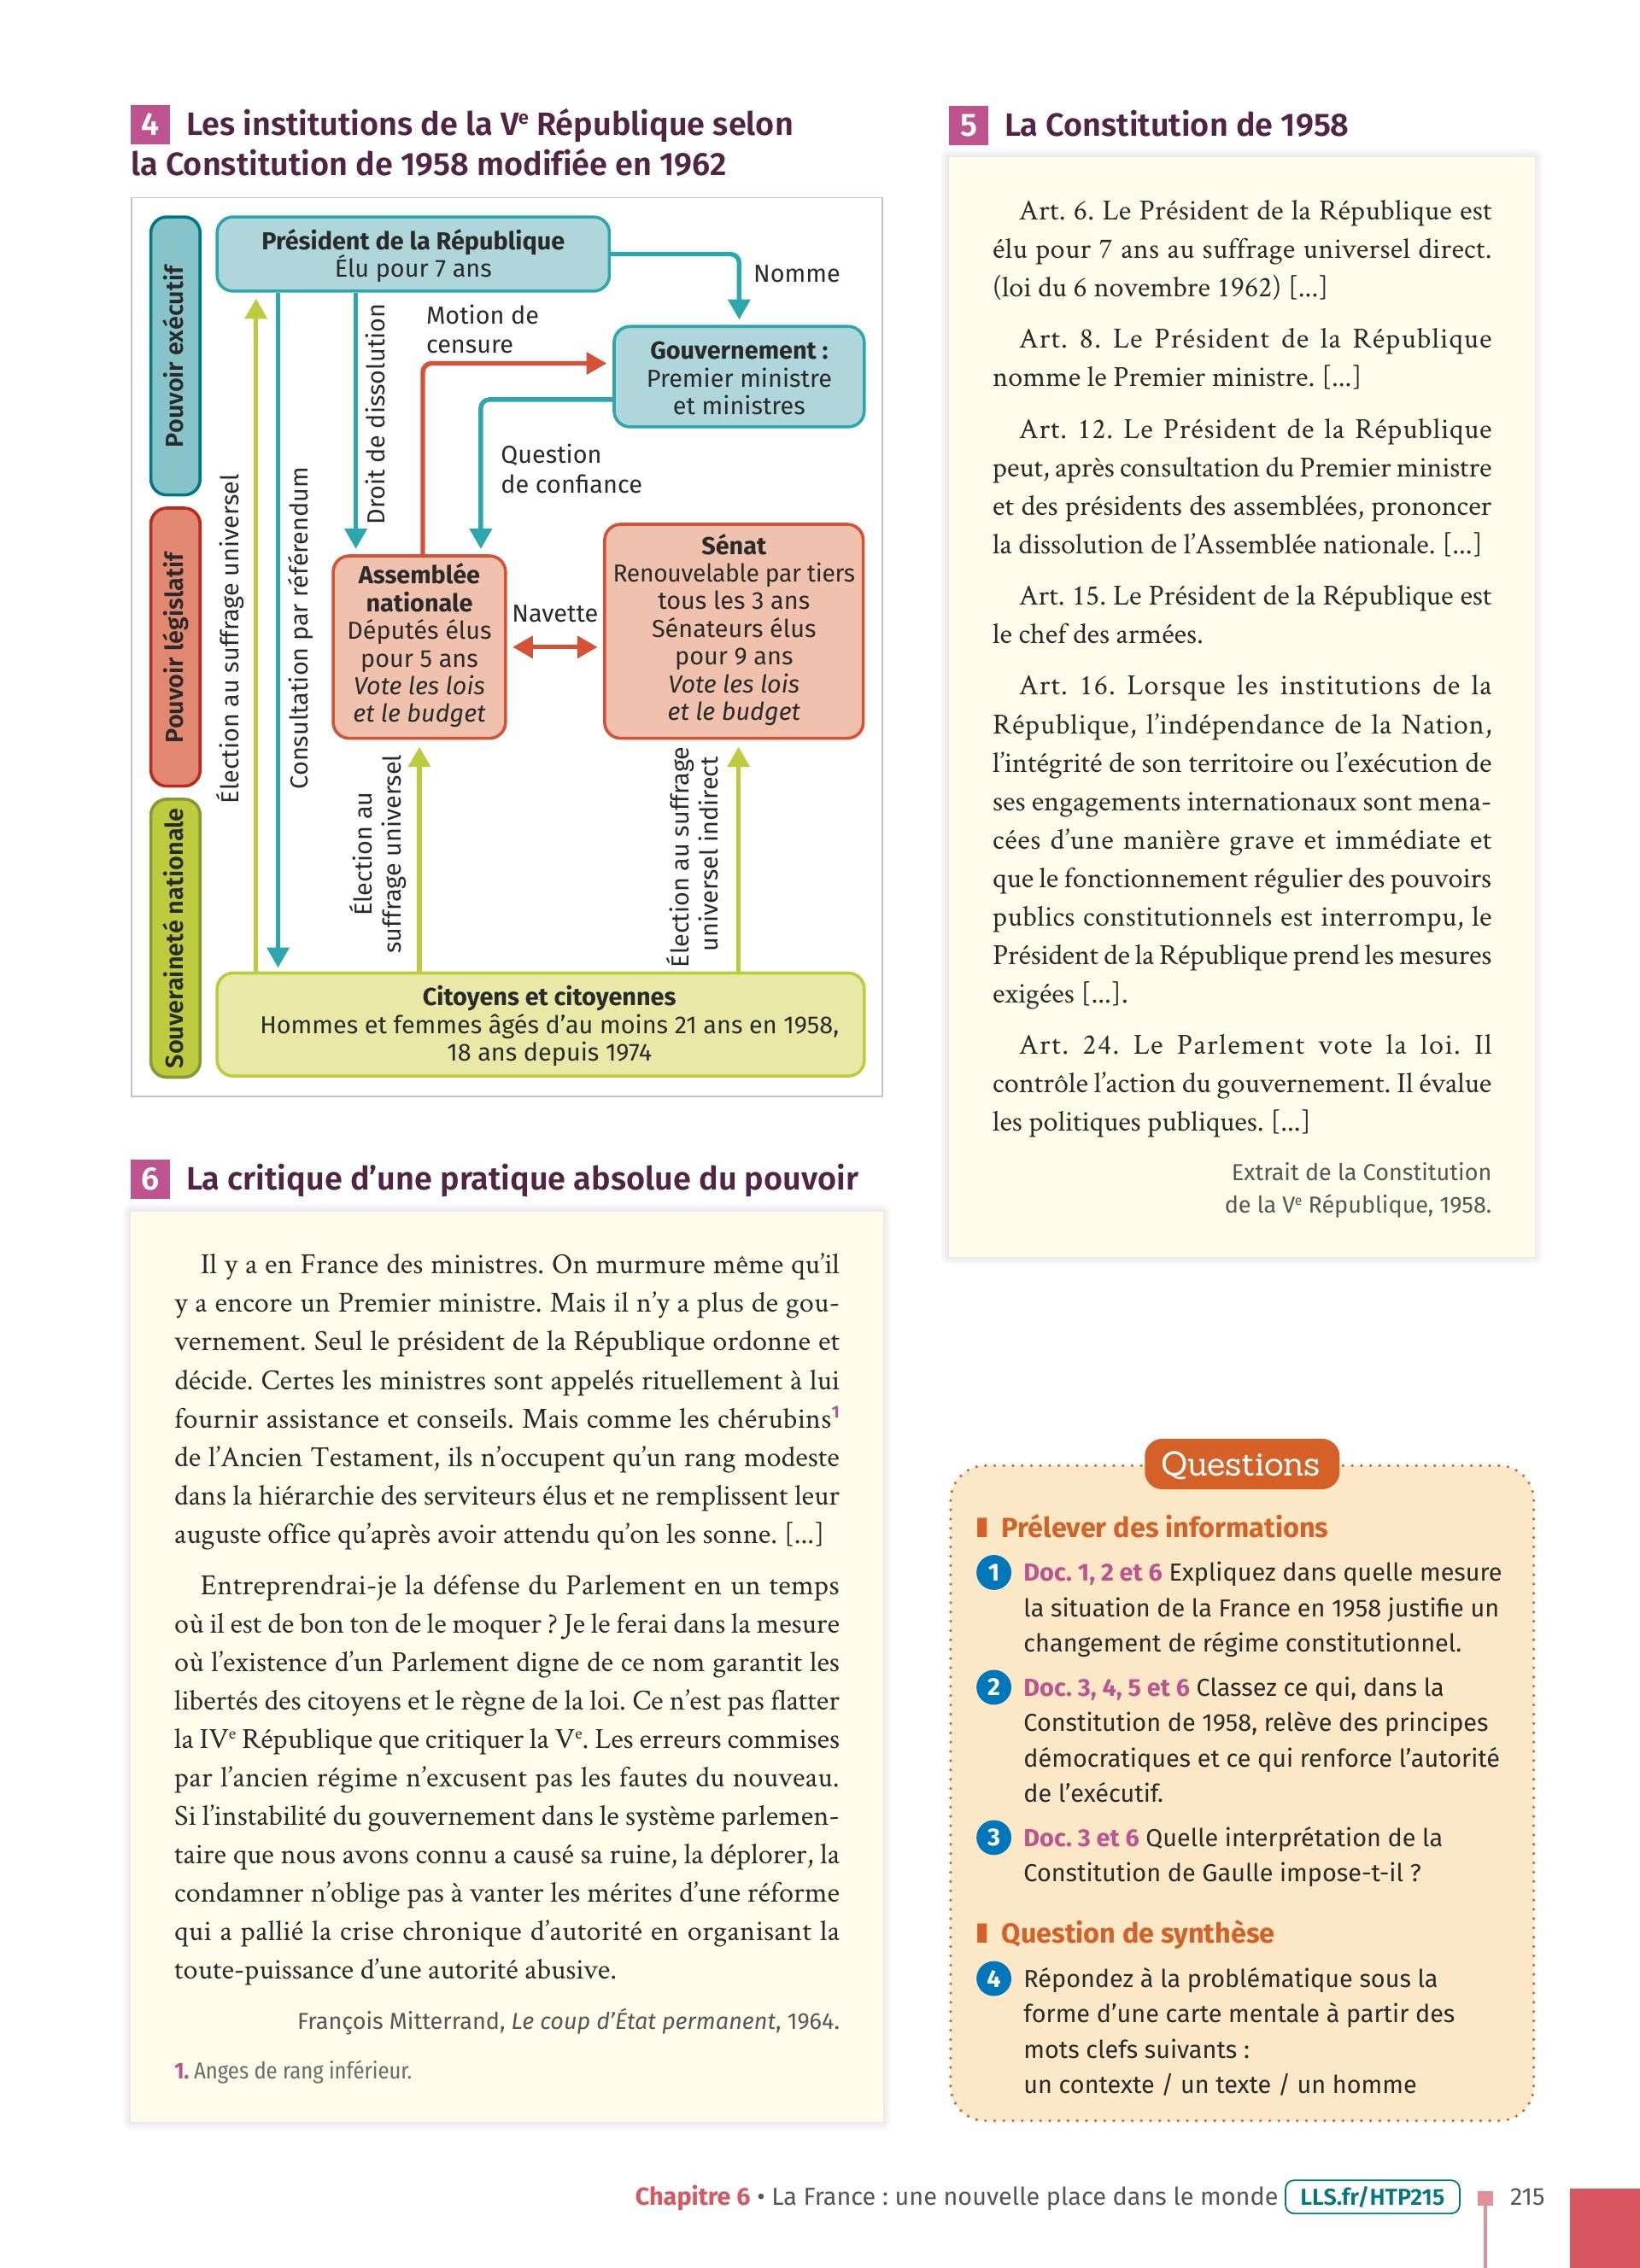 4 Les institutions de la Ve République selon
la Constitution de 1958 modifiée en 1962
Pouvoir exécutif
Pouvoir législatif
Souveraineté nationale
Président de la République
Élu pour 7 ans
Nomme
Motion de
censure
Gouvernement :
Premier ministre
et ministres
Droit de dissolution
Question
de confiance
Élection au suffrage universel
Consultation par référendum
Assemblée
nationale
Députés élus
pour 5 ans
Vote les lois
et le budget
Navette
Sénat
Renouvelable par tiers
tous les 3 ans
Sénateurs élus
pour 9 ans
Vote les lois
et le budget
Élection au
suffrage universel
Élection au suffrage
universel indirect
Citoyens et citoyennes
Hommes et femmes âgés d’au moins 21 ans en 1958,
18 ans depuis 1974
6 La critique d’une pratique absolue du pouvoir
Il y a en France des ministres. On murmure même qu’il
y a encore un Premier ministre. Mais il n’y a plus de gou-
vernement. Seul le président de la République ordonne et
décide. Certes les ministres sont appelés rituellement à lui
fournir assistance et conseils. Mais comme les chérubins1
de l’Ancien Testament, ils n’occupent qu’un rang modeste
dans la hiérarchie des serviteurs élus et ne remplissent leur
auguste office qu’après avoir attendu qu’on les sonne. [...]
Entreprendrai-je la défense du Parlement en un temps
où il est de bon ton de le moquer ? Je le ferai dans la mesure
où l’existence d’un Parlement digne de ce nom garantit les
libertés des citoyens et le règne de la loi. Ce n’est pas flatter
la IVe République que critiquer la Ve. Les erreurs commises
par l’ancien régime n’excusent pas les fautes du nouveau.
Si l’instabilité du gouvernement dans le système parlemen-
taire que nous avons connu a causé sa ruine, la déplorer, la
condamner n’oblige pas à vanter les mérites d’une réforme
qui a pallié la crise chronique d’autorité en organisant la
toute-puissance d’une autorité abusive.
François Mitterrand, Le coup d’État permanent, 1964.
1. Anges de rang inférieur.
5 La Constitution de 1958
Art. 6. Le Président de la République est
élu pour 7 ans au suffrage universel direct.
(loi du 6 novembre 1962) [...]
Art. 8. Le Président de la République
nomme le Premier ministre. [...]
Art. 12. Le Président de la République
peut, après consultation du Premier ministre
et des présidents des assemblées, prononcer
la dissolution de l’Assemblée nationale. [...]
Art. 15. Le Président de la République est
le chef des armées.
Art. 16. Lorsque les institutions de la
République, l’indépendance de la Nation,
l’intégrité de son territoire ou l’exécution de
ses engagements internationaux sont mena-
cées d’une manière grave et immédiate et
que le fonctionnement régulier des pouvoirs
publics constitutionnels est interrompu, le
Président de la République prend les mesures
exigées [...].
Art. 24. Le Parlement vote la loi. Il
contrôle l’action du gouvernement. Il évalue
les politiques publiques. [...]
Extrait de la Constitution
de la Ve République, 1958.
Questions
Prélever des informations
1 Doc. 1, 2 et 6 Expliquez dans quelle mesure
la situation de la France en 1958 justifie un
changement de régime constitutionnel.
2 Doc. 3, 4, 5 et 6 Classez ce qui, dans la
Constitution de 1958, relève des principes
démocratiques et ce qui renforce l’autorité
de l’exécutif.
3 Doc. 3 et 6 Quelle interprétation de la
Constitution de Gaulle impose-t-il ?
Question de synthèse
4 Répondez à la problématique sous la
forme d’une carte mentale à partir des
mots clefs suivants :
un contexte / un texte / un homme
Chapitre 6 • La France : une nouvelle place dans le monde LLS.fr/HTP215 215